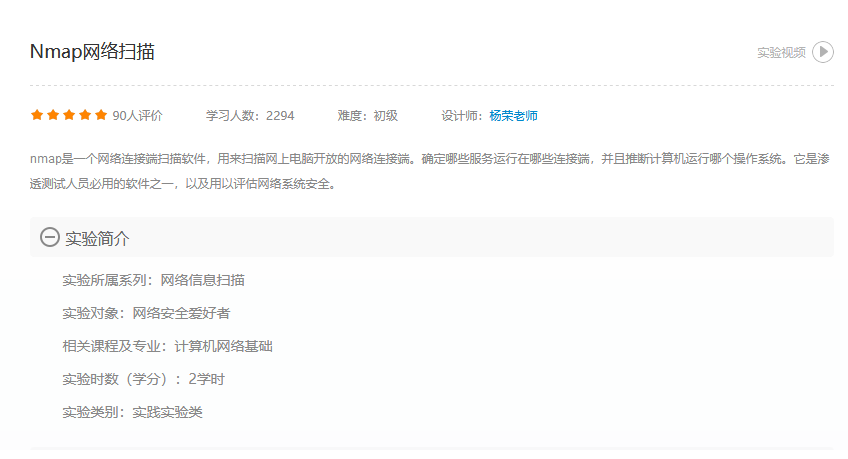 Nmap网络扫描
实验视频
90人评价 学习人数：2294 难度：初级 设计师：杨荣老师
nmap是一个网络连接端扫描软件，用来扫描网上电脑开放的网络连接端。确定哪些服务运行在哪些连接端，并且推断计算机运行哪个操作系统。它是渗
透测试人员必用的软件之一，以及用以评估网络系统安全。
实验简介
实验所属系列：网络信息扫描
实验对象：网络安全爱好者
相关课程及专业：计算机网络基础
实验时数（学分）：2学时
实验类别：实践实验类